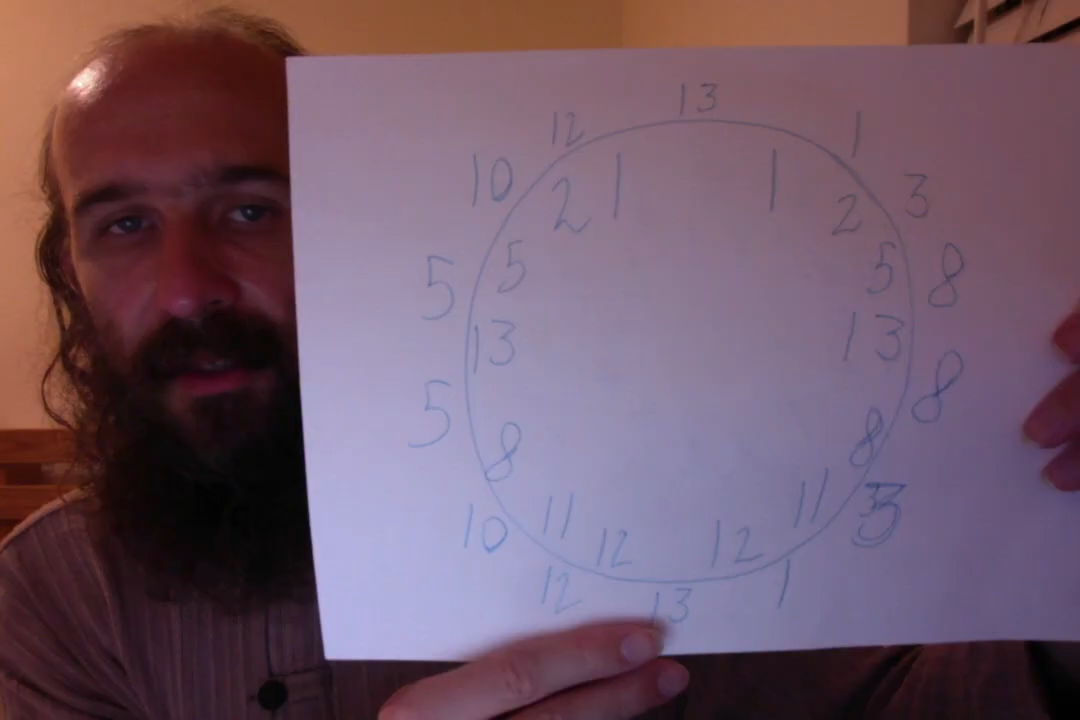 13
12 1
10 2 1 1 2 3
5 5 5 8
13 13
5 8
8 8
10 11 12 12 11 3
12 13 1